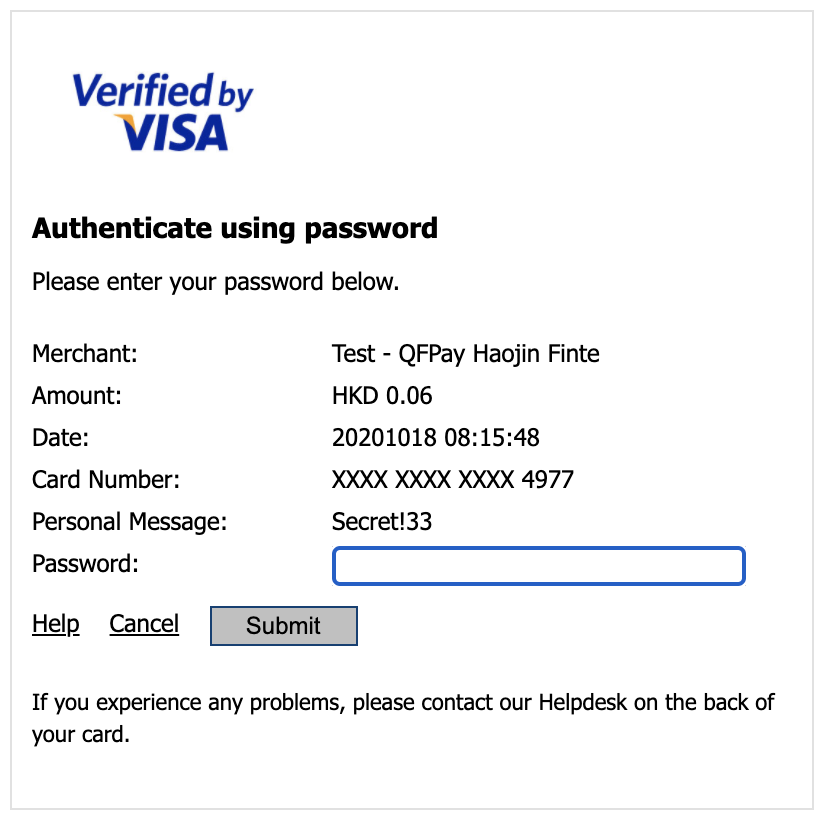 Verified by
VISA
Authenticate using password
Please enter your password below.
Merchant: Test - QFPay Haojin Finte
Amount: HKD 0.06
Date: 20201018 08:15:48
Card Number: XXXX XXXX XXXX 4977
Personal Message: Secret!33
Password:
Help Cancel Submit
If you experience any problems, please contact our Helpdesk on the back of
your card.